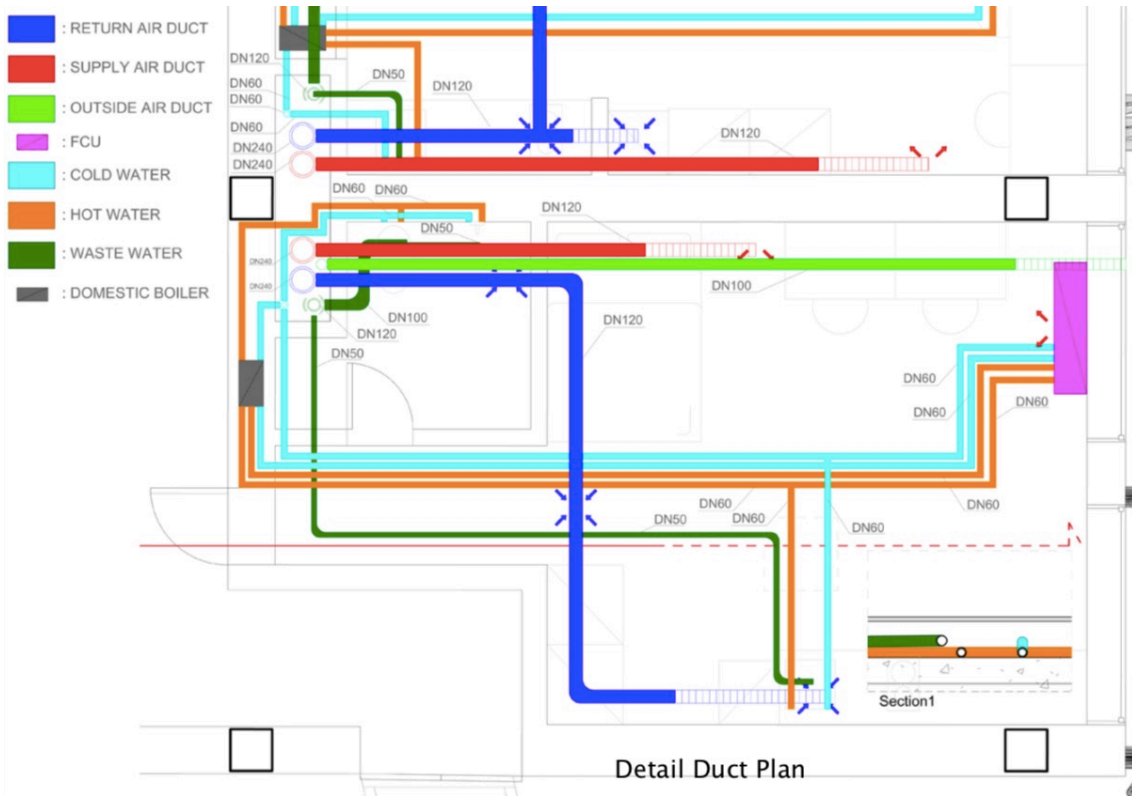 : RETURN AIR DUCT
: SUPPLY AIR DUCT
: OUTSIDE AIR DUCT
: FCU
: COLD WATER
: HOT WATER
: WASTE WATER
: DOMESTIC BOILER
DN120
DN50
DN60
DN60
DN120
DN60
DN240
DN120
DN240
DN60
DN60
DN120
DN50
DN240
DN240
DN100
DN100
DN120
DN120
DN50
DN60
DN60
DN60
DN60
DN60
DN60
DN50
DN60
Section1
Detail Duct Plan